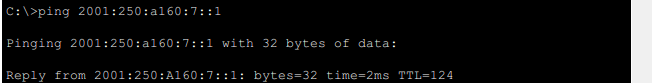 C:\>ping 2001:250:a160:7::1
Pinging 2001:250:a160:7::1 with 32 bytes of data:
Reply from 2001:250:A160:7::1: bytes=32 time=2ms TTL=124